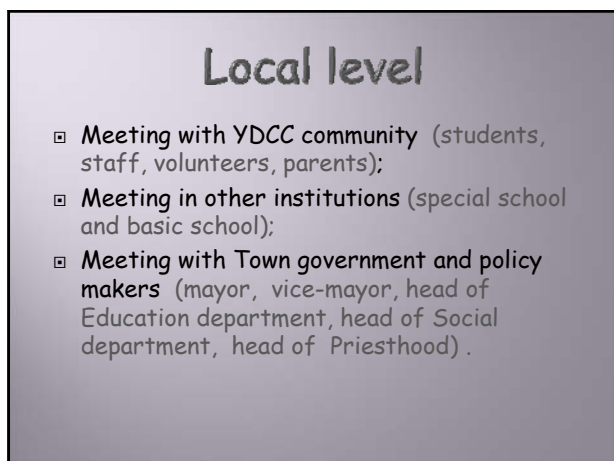 Local level
Meeting with YDCC community (students,
staff, volunteers, parents);
Meeting in other institutions (special school
and basic school);
Meeting with Town government and policy
makers (mayor, vice-mayor, head of
Education department, head of Social
department, head of Priesthood) .